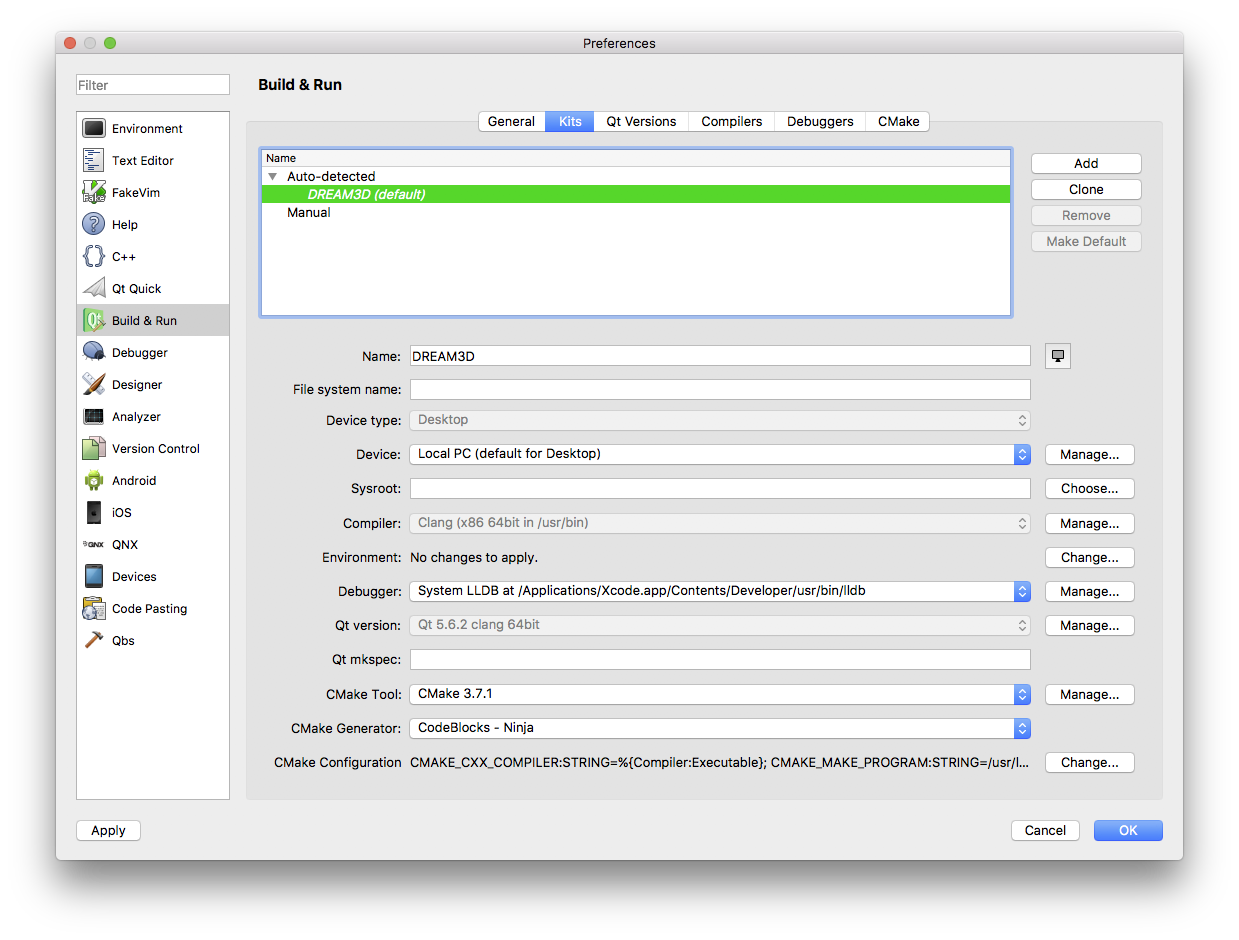 Preferences
Filter
Build & Run
Environment
Text Editor
FakeVim
Help
C++
Qt Quick
Build & Run
Debugger
Designer
Analyzer
Version Control
Android
iOS
QNX
Devices
Code Pasting
Qbs
General Kits Qt Versions Compilers Debuggers CMake
Name
Auto-detected
DREAM3D (default)
Manual
Add
Clone
Remove
Make Default
Name: DREAM3D
File system name:
Device type: Desktop
Device: Local PC (default for Desktop) Manage...
Sysroot: Choose...
Compiler: Clang (x86 64bit in /usr/bin) Manage...
Environment: No changes to apply. Change...
Debugger: System LLDB at /Applications/Xcode.app/Contents/Developer/usr/bin/lldb Manage...
Qt version: Qt 5.6.2 clang 64bit Manage...
Qt mkspec:
CMake Tool: CMake 3.7.1 Manage...
CMake Generator: CodeBlocks - Ninja
CMake Configuration CMAKE_CXX_COMPILER:STRING=%{Compiler:Executable}; CMAKE_MAKE_PROGRAM:STRING=/usr/l... Change...
Apply Cancel OK